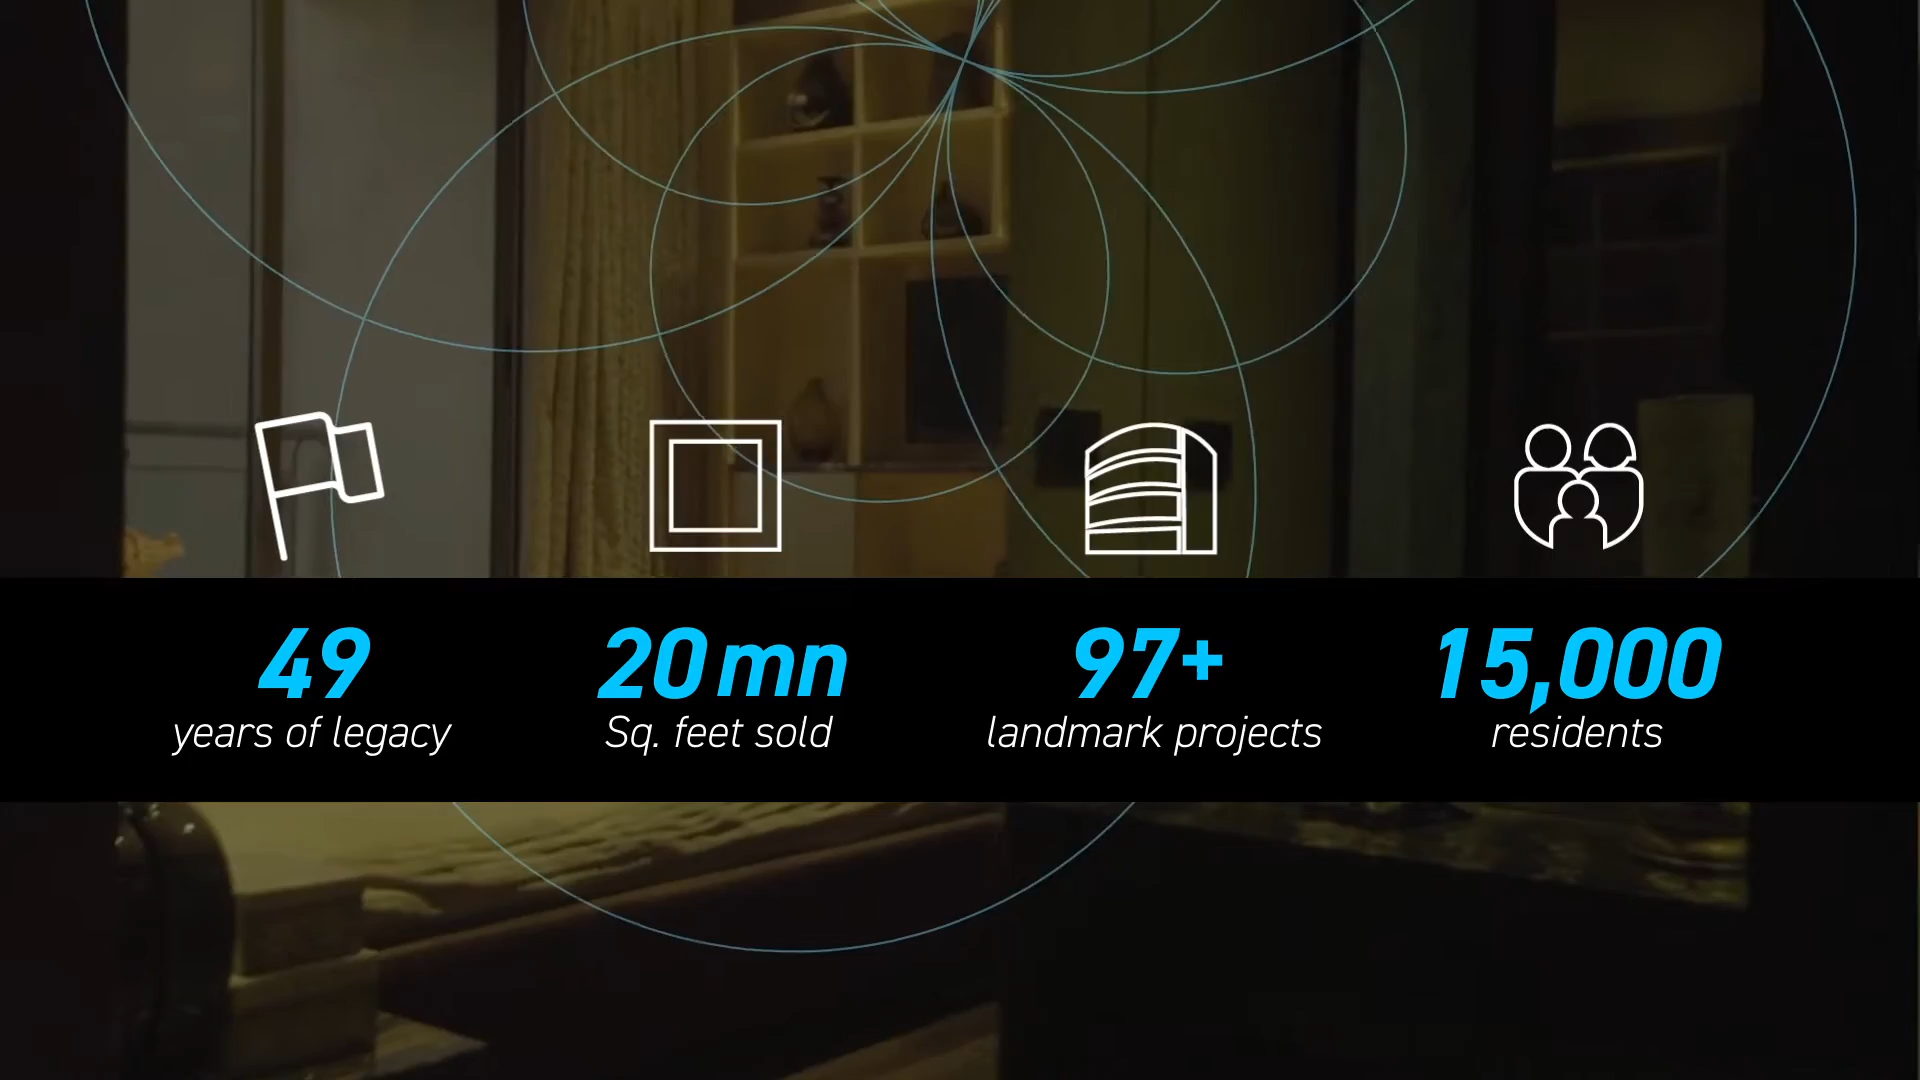 49
years of legacy
20 mn
Sq. feet sold
97+
landmark projects
15,000
residents